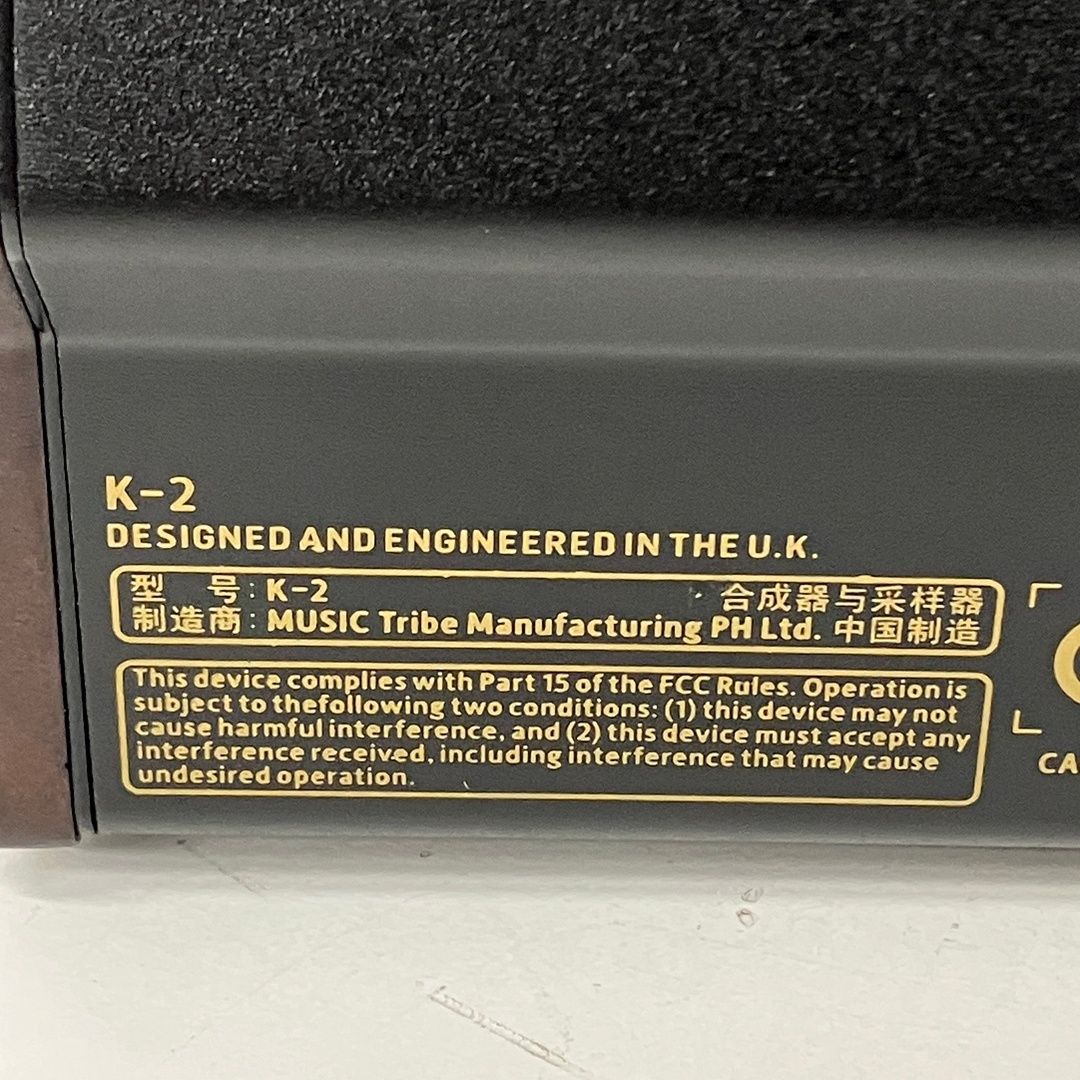 K-2
DESIGNED AND ENGINEERED IN THE U.K.
型 号: K-2 合成器与采样器
制造商: MUSIC Tribe Manufacturing PH Ltd. 中国制造
This device complies with Part 15 of the FCC Rules. Operation is
subject to thefollowing two conditions: (1) this device may not
cause harmful interference, and (2) this device must accept any
interference received, including interference that may cause
undesired operation.
CA